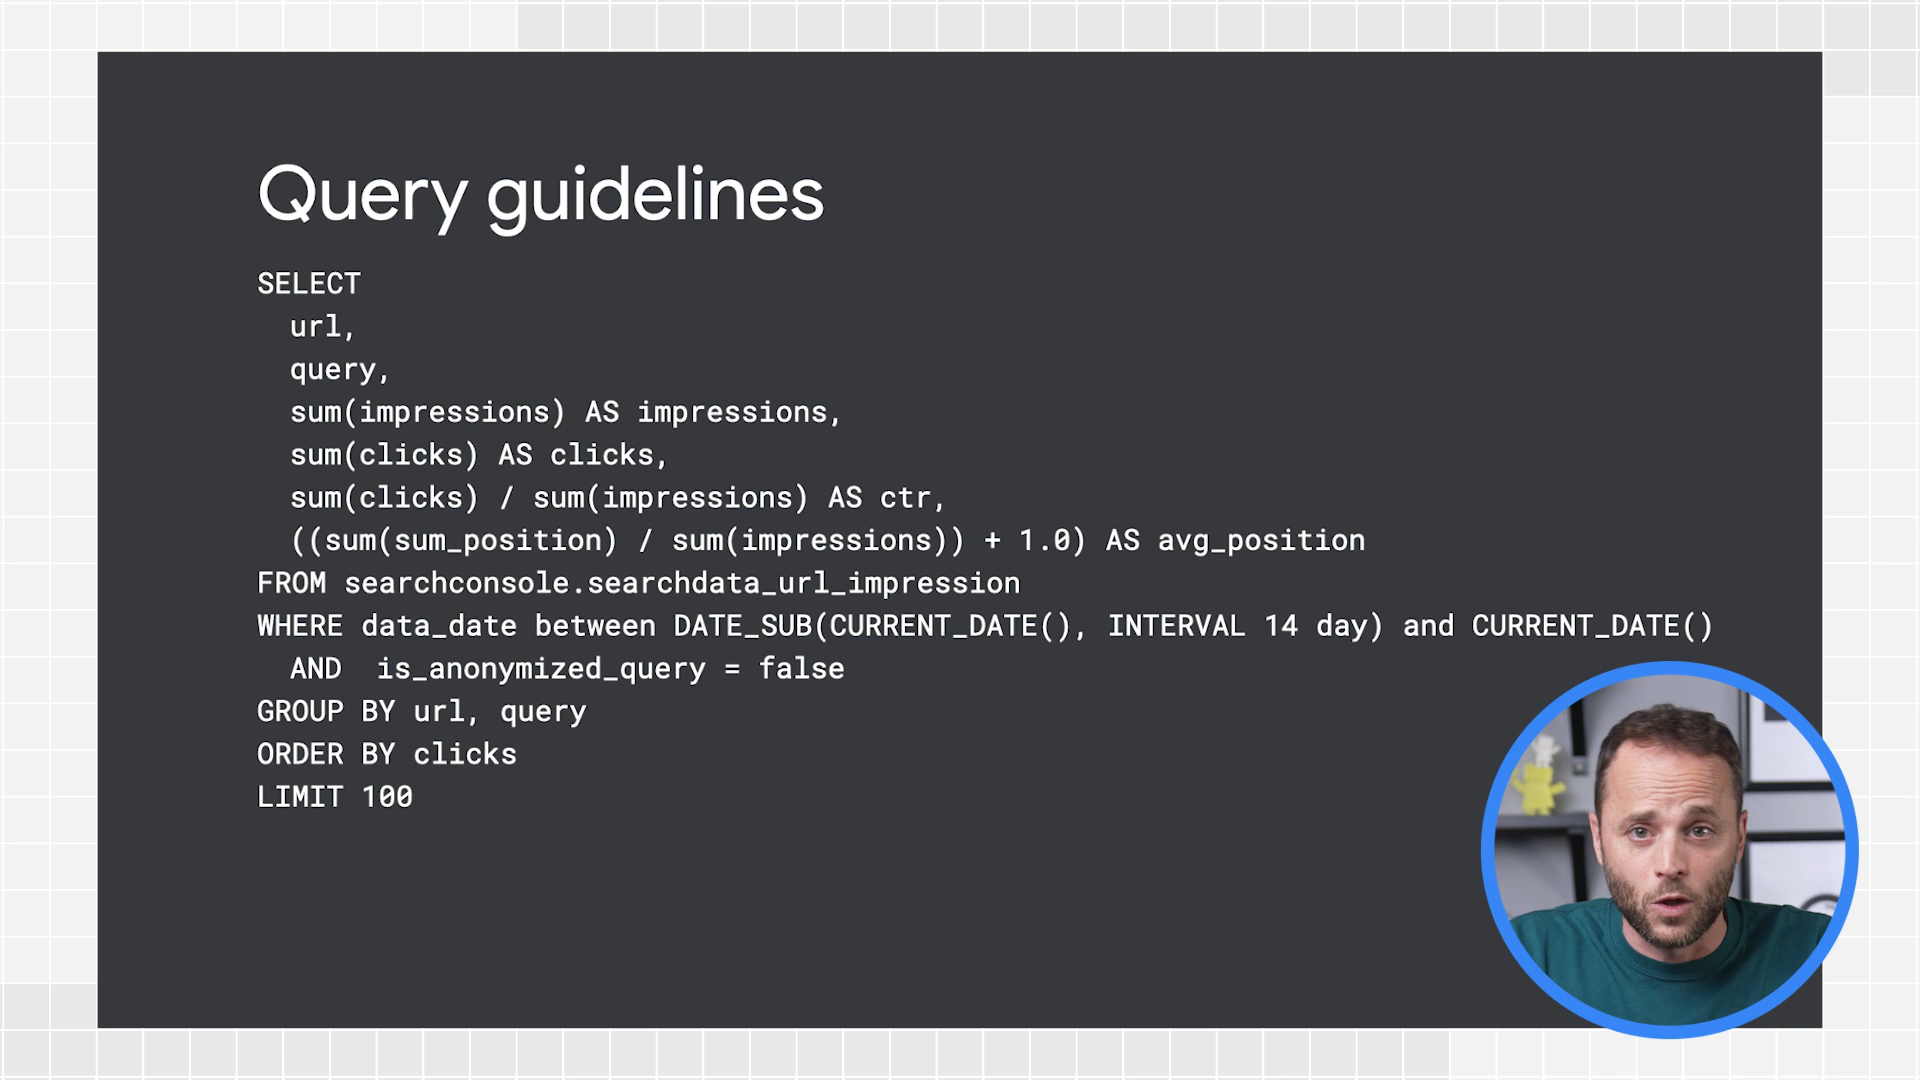 Query guidelines
SELECT
url,
query,
sum(impressions) AS impressions,
sum(clicks) AS clicks,
sum(clicks) / sum(impressions) AS ctr,
((sum(sum_position) / sum(impressions)) + 1.0) AS avg_position
FROM searchconsole.searchdata_url_impression
WHERE data_date between DATE_SUB(CURRENT_DATE(), INTERVAL 14 day) and CURRENT_DATE()
AND  is_anonymized_query = false
GROUP BY url, query
ORDER BY clicks
LIMIT 100